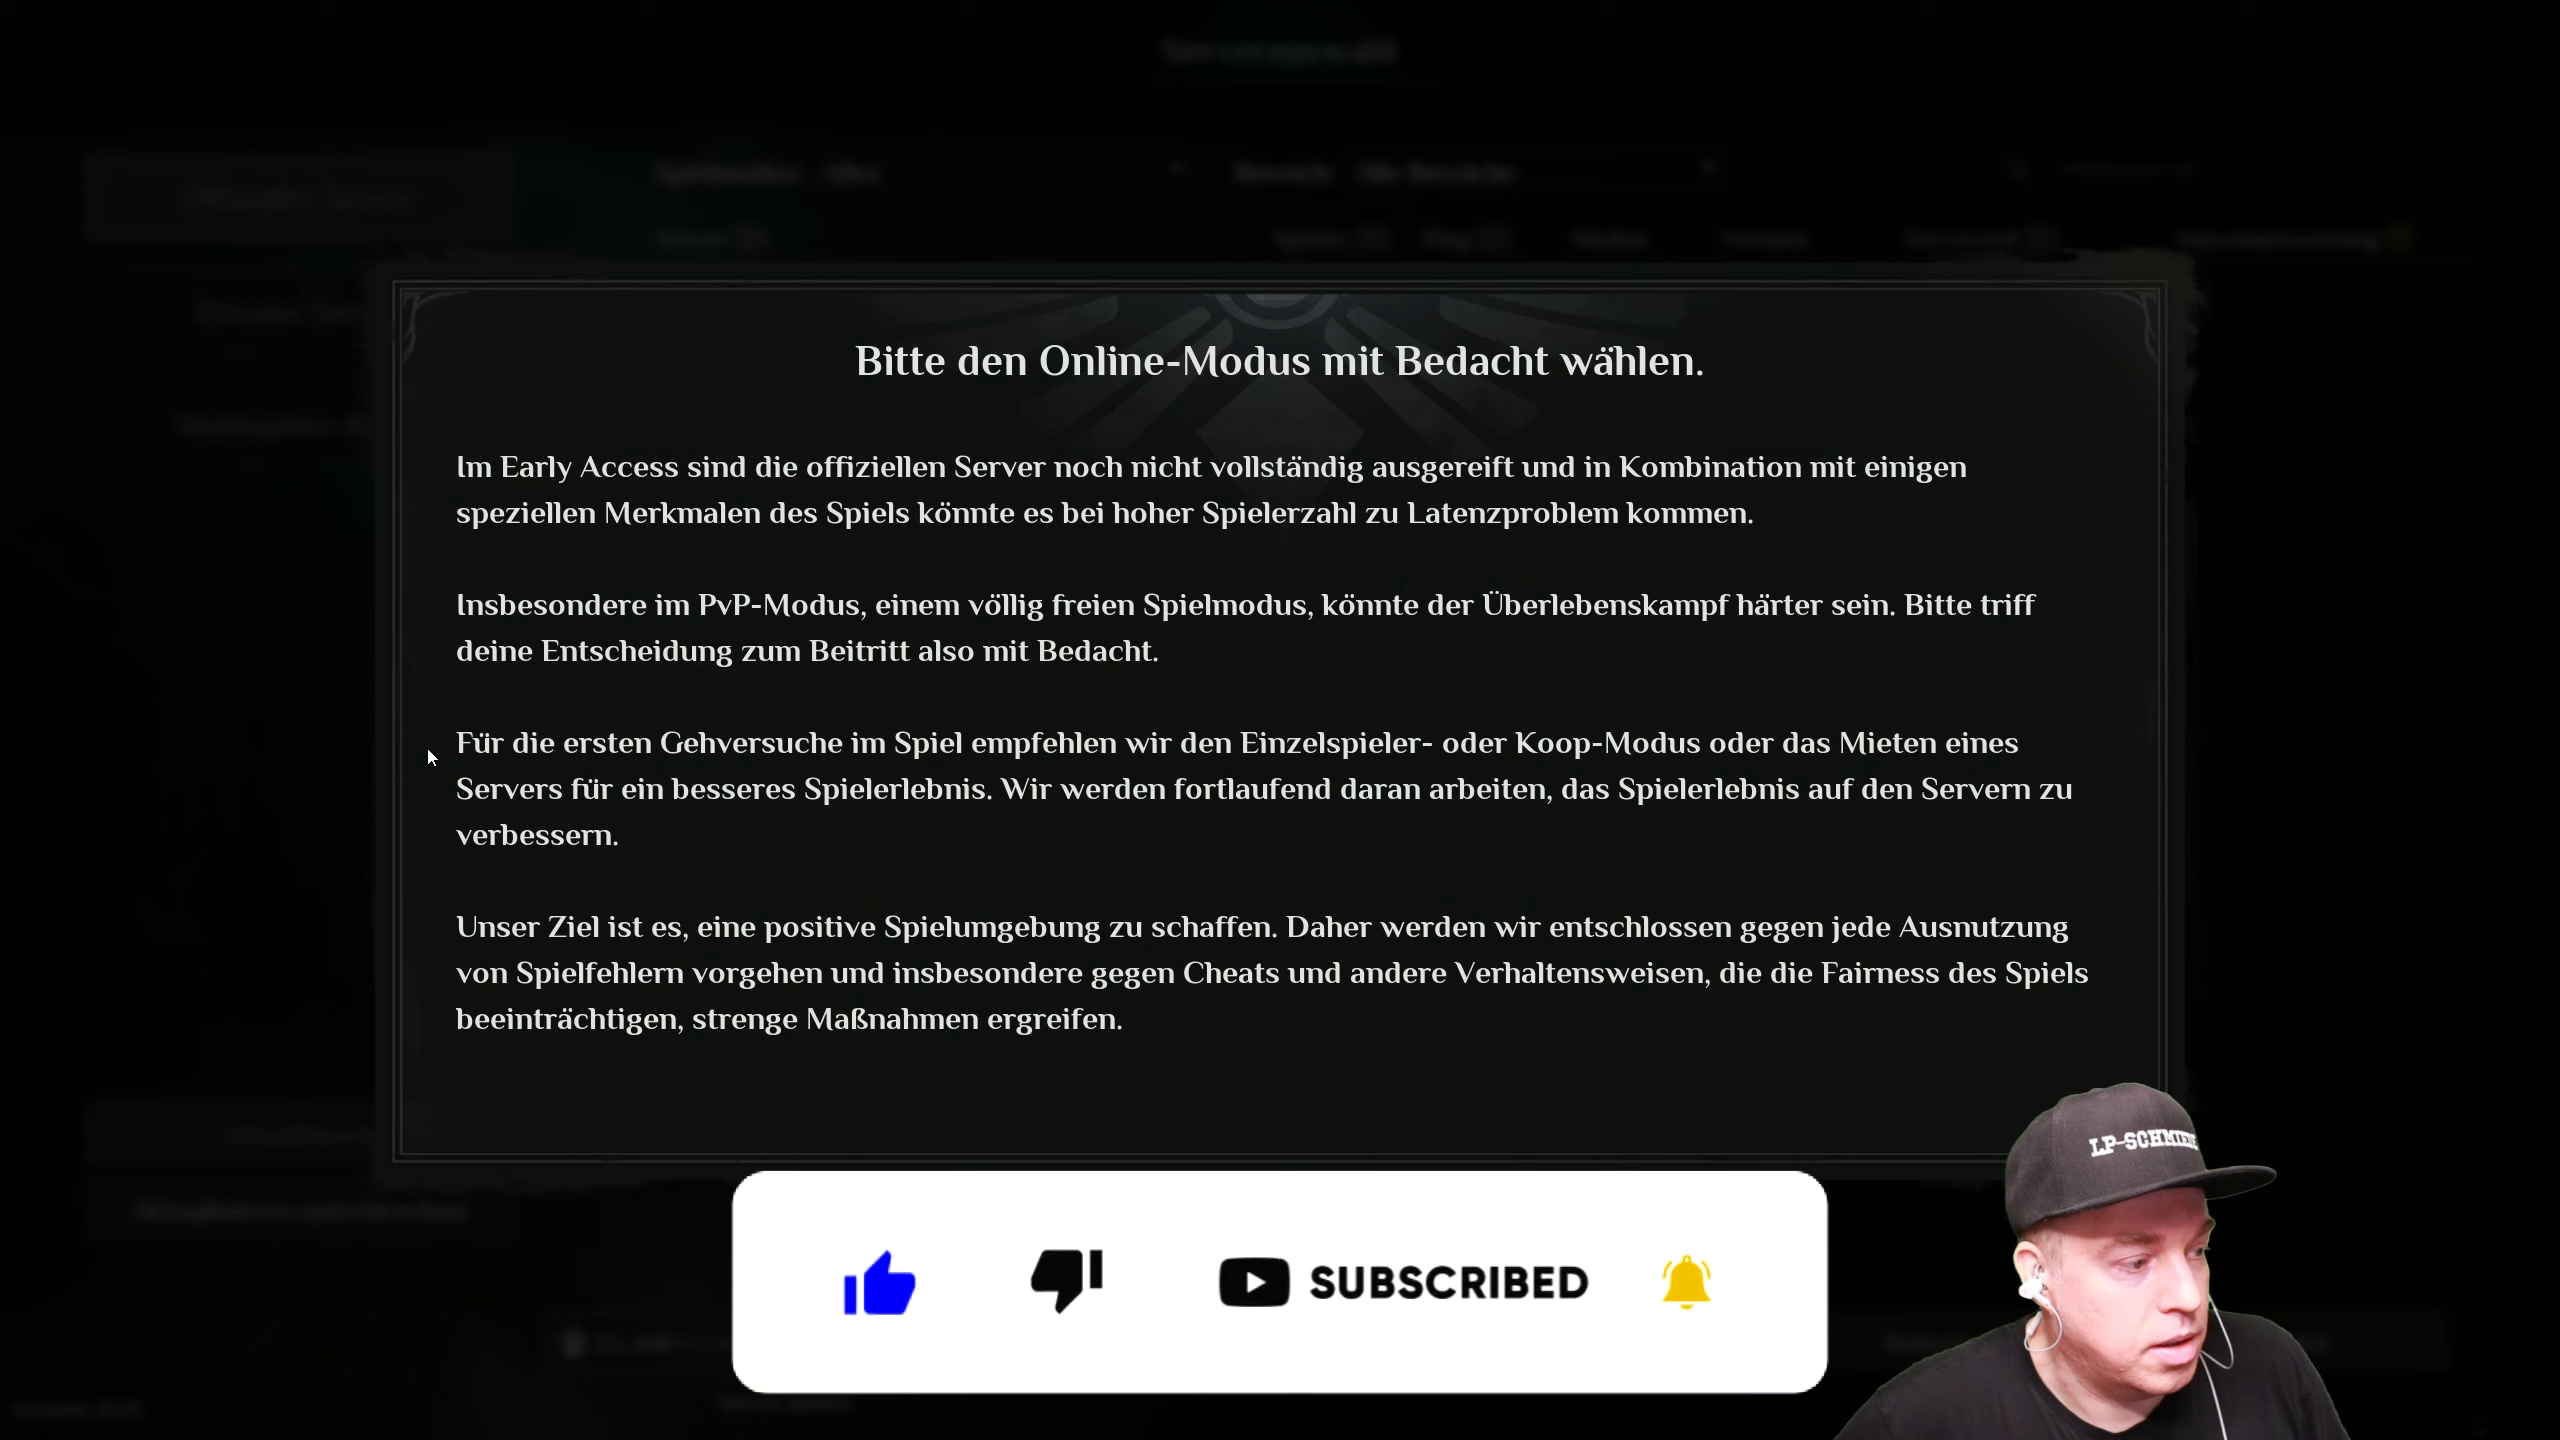 Bitte den Online-Modus mit Bedacht wählen.
Im Early Access sind die offiziellen Server noch nicht vollständig ausgereift und in Kombination mit einigen
speziellen Merkmalen des Spiels könnte es bei hoher Spielerzahl zu Latenzproblem kommen.
Insbesondere im PvP-Modus, einem völlig freien Spielmodus, könnte der Überlebenskampf härter sein. Bitte triff
deine Entscheidung zum Beitritt also mit Bedacht.
Für die ersten Gehversuche im Spiel empfehlen wir den Einzelspieler- oder Koop-Modus oder das Mieten eines
Servers für ein besseres Spielerlebnis. Wir werden fortlaufend daran arbeiten, das Spielerlebnis auf den Servern zu
verbessern.
Unser Ziel ist es, eine positive Spielumgebung zu schaffen. Daher werden wir entschlossen gegen jede Ausnutzung
von Spielfehlern vorgehen und insbesondere gegen Cheats und andere Verhaltensweisen, die die Fairness des Spiels
beeinträchtigen, strenge Maßnahmen ergreifen.
SUBSCRIBED